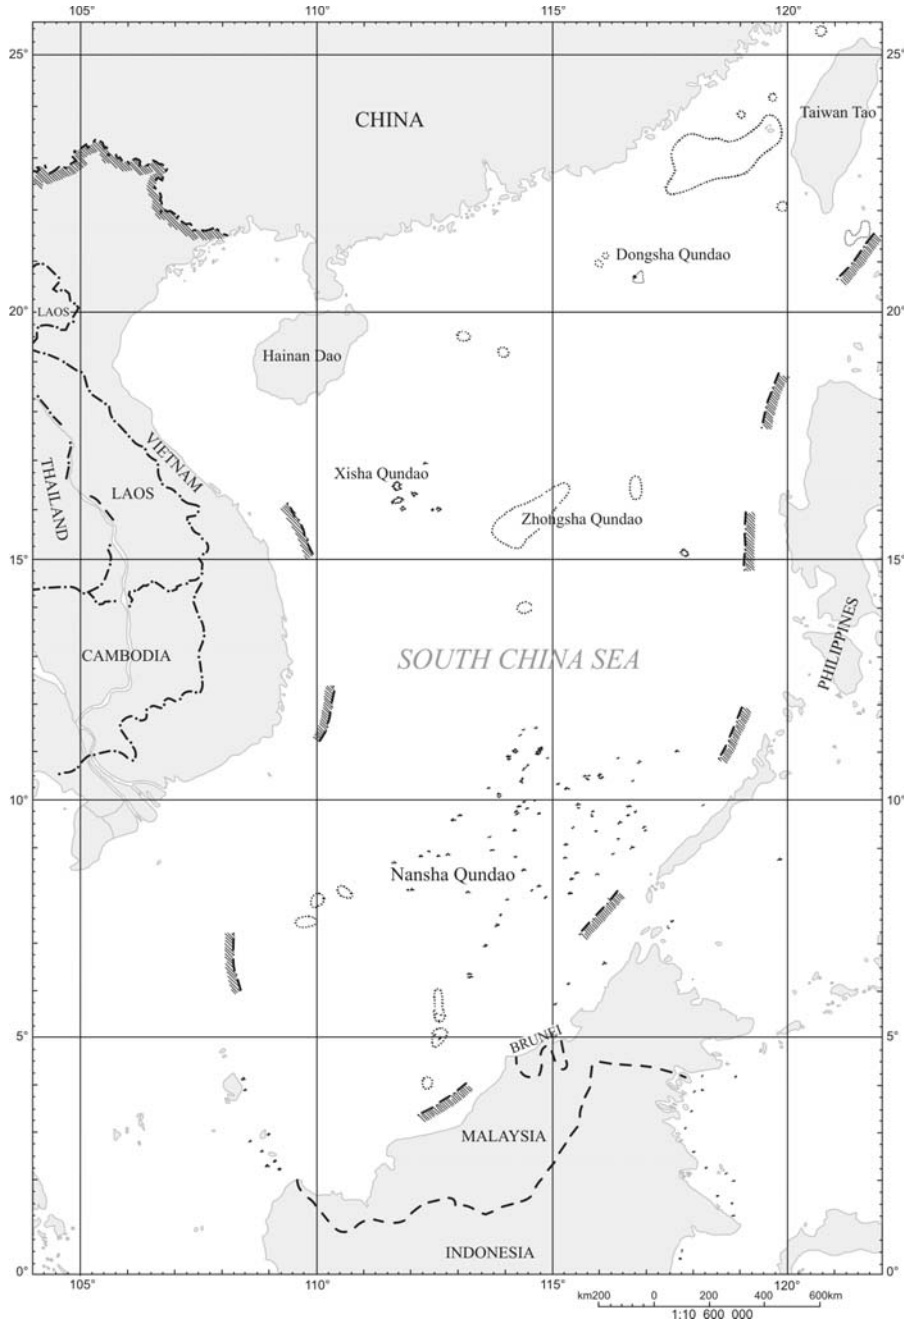 105°
110°
115°
120°
25°
25°
CHINA
Taiwan Tao
Dongsha Qundao
20°
LAOS
20°
Hainan Dao
VIETNAM
THAILAND
LAOS
Xisha Qundao
Zhongsha Qundao
15°
15°
CAMBODIA
SOUTH CHINA SEA
PHILIPPINES
10°
10°
Nansha Qundao
5°
BRUNEI
5°
MALAYSIA
INDONESIA
0°
0°
105°
110°
115°
120°
km200 0 200 400 600km
1:10 600 000